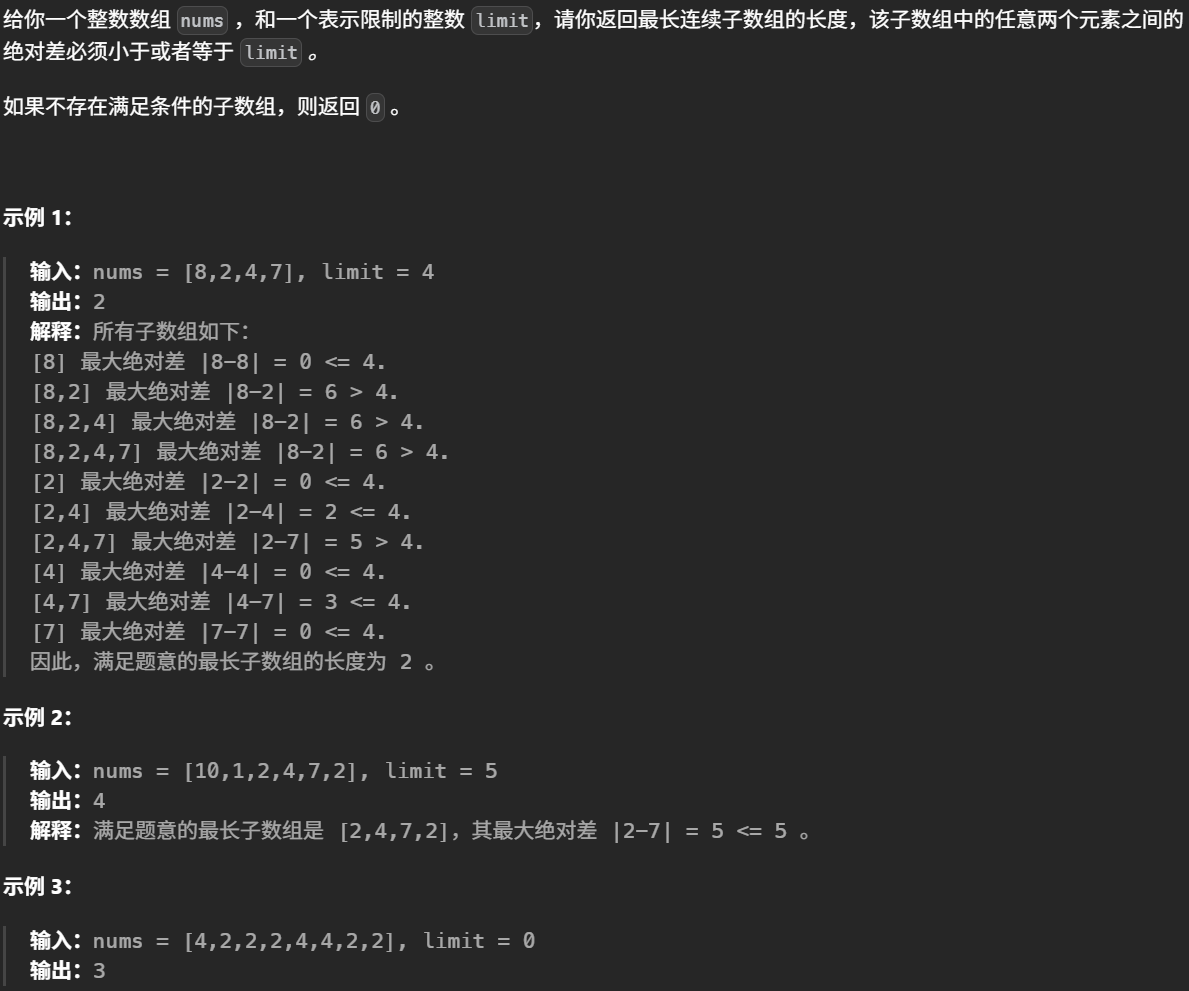 给你一个整数数组 nums ，和一个表示限制的整数 limit，请你返回最长连续子数组的长度，该子数组中的任意两个元素之间的
绝对差必须小于或者等于 limit 。
如果不存在满足条件的子数组，则返回 0 。
示例 1：
输入：nums = [8,2,4,7], limit = 4
输出：2
解释：所有子数组如下：
[8] 最大绝对差 |8-8| = 0 <= 4.
[8,2] 最大绝对差 |8-2| = 6 > 4.
[8,2,4] 最大绝对差 |8-2| = 6 > 4.
[8,2,4,7] 最大绝对差 |8-2| = 6 > 4.
[2] 最大绝对差 |2-2| = 0 <= 4.
[2,4] 最大绝对差 |2-4| = 2 <= 4.
[2,4,7] 最大绝对差 |2-7| = 5 > 4.
[4] 最大绝对差 |4-4| = 0 <= 4.
[4,7] 最大绝对差 |4-7| = 3 <= 4.
[7] 最大绝对差 |7-7| = 0 <= 4.
因此，满足题意的最长子数组的长度为 2 。
示例 2：
输入：nums = [10,1,2,4,7,2], limit = 5
输出：4
解释：满足题意的最长子数组是 [2,4,7,2]，其最大绝对差 |2-7| = 5 <= 5 。
示例 3：
输入：nums = [4,2,2,2,4,4,2,2], limit = 0
输出：3